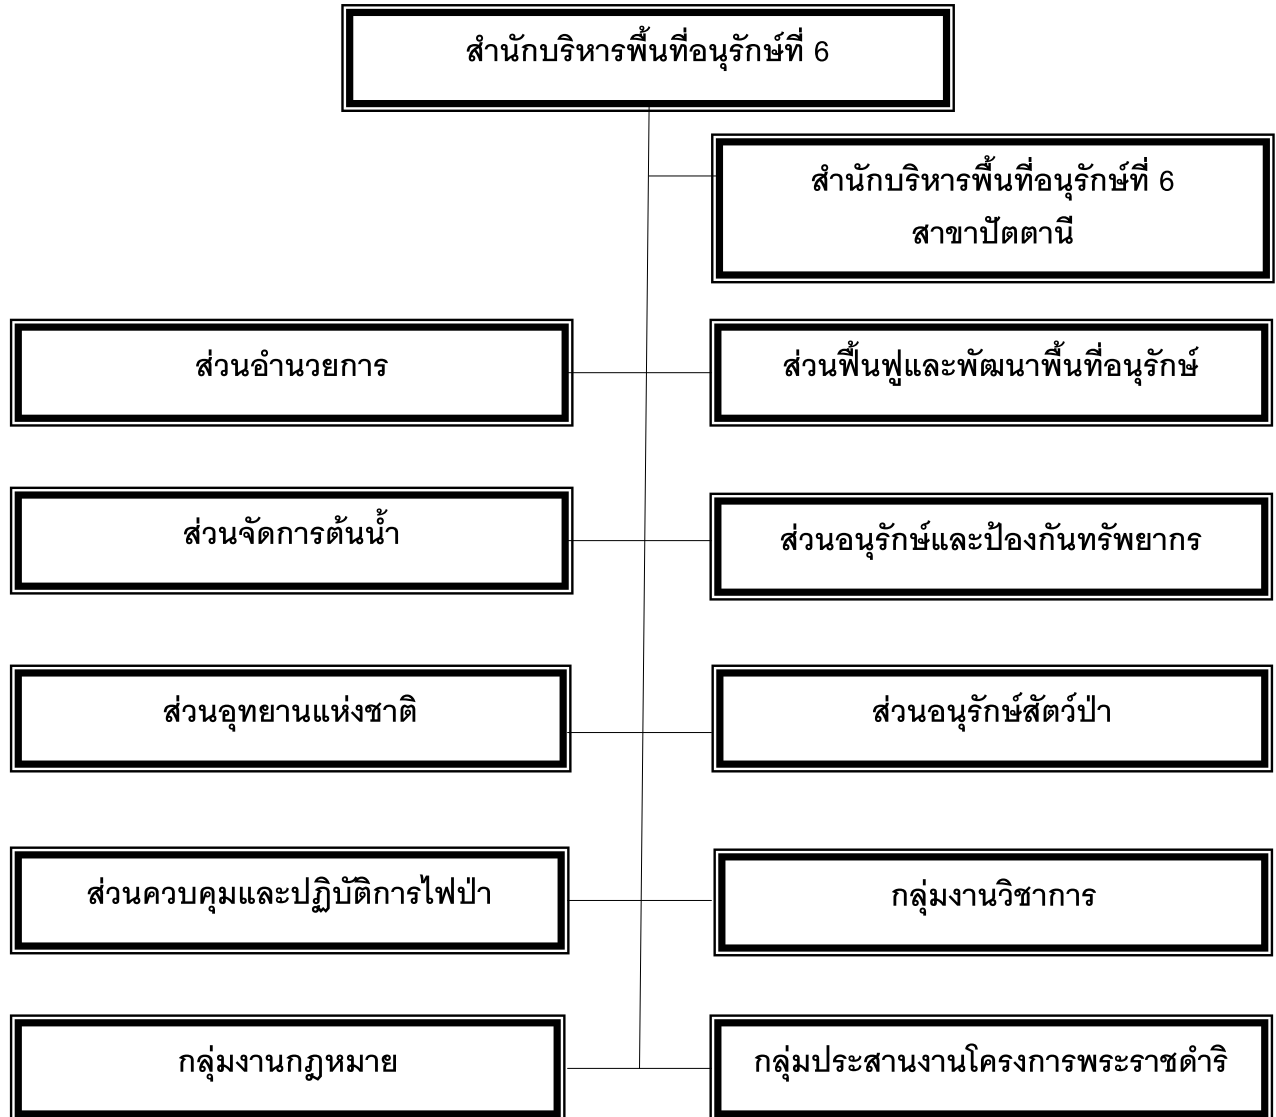 สำนักบริหารพื้นที่อนุรักษ์ที่ 6
สำนักบริหารพื้นที่อนุรักษ์ที่ 6
สาขาปัตตานี
ส่วนอำนวยการ
ส่วนฟื้นฟูและพัฒนาพื้นที่อนุรักษ์
ส่วนจัดการต้นน้ำ
ส่วนอนุรักษ์และป้องกันทรัพยากร
ส่วนอุทยานแห่งชาติ
ส่วนอนุรักษ์สัตว์ป่า
ส่วนควบคุมและปฏิบัติการไฟป่า
กลุ่มงานวิชาการ
กลุ่มงานกฎหมาย
กลุ่มประสานงานโครงการพระราชดำริ